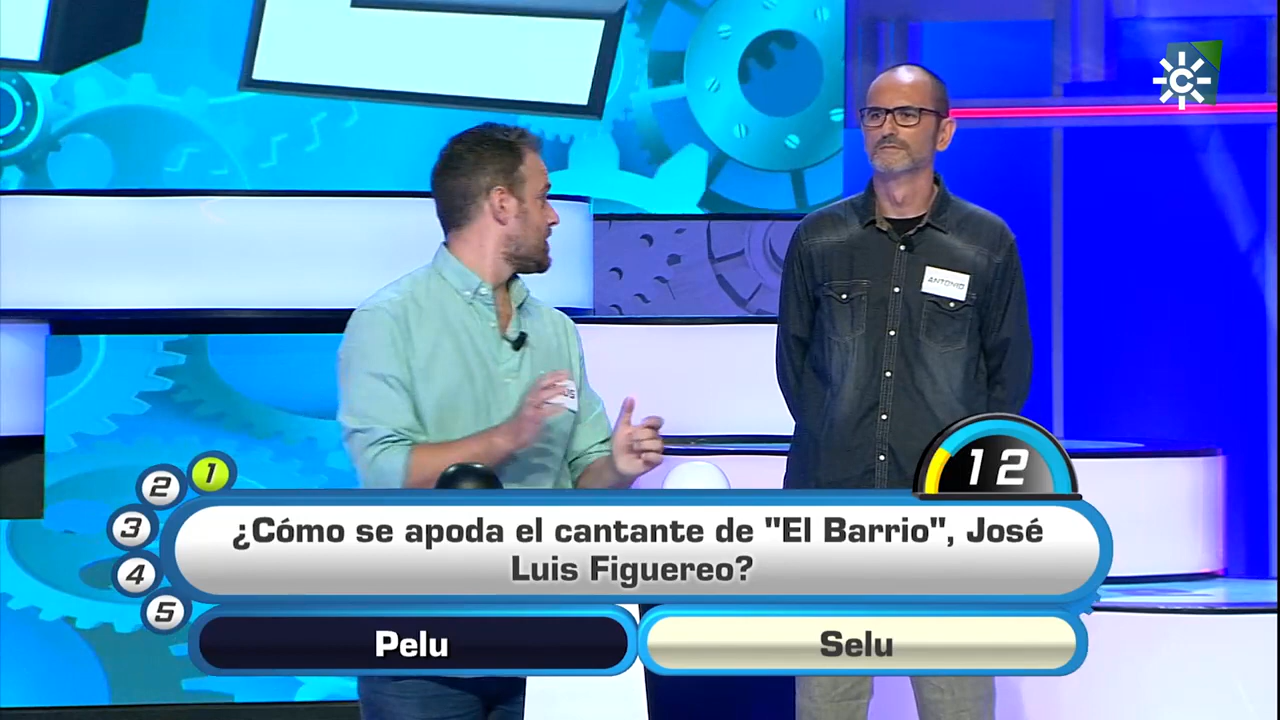 ANTONIO
12
1
2
3
4
5
¿Cómo se apoda el cantante de "El Barrio", José
Luis Figuereo?
Pelu
Selu